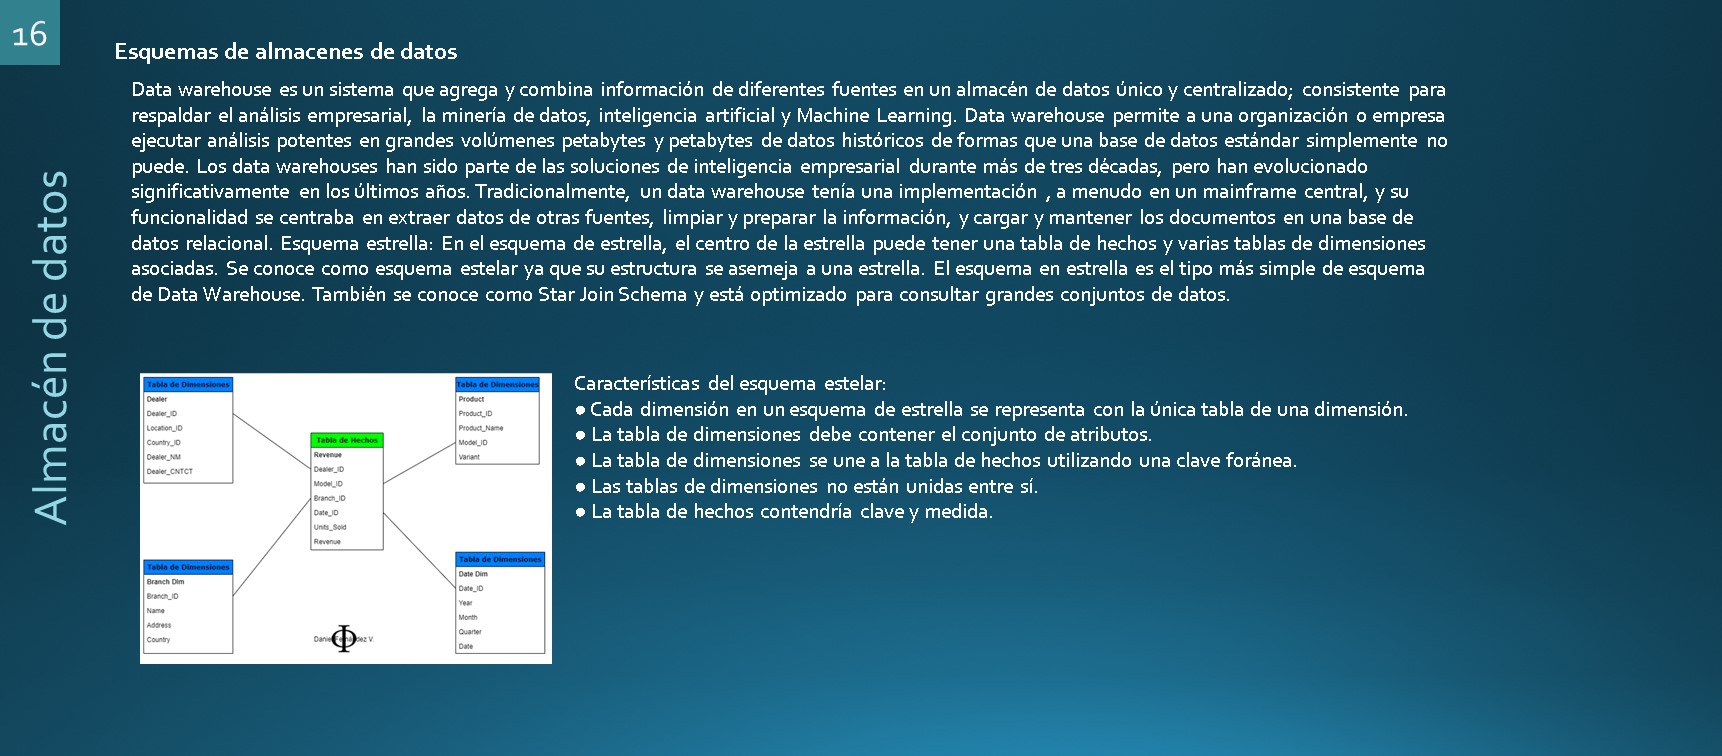 16
Almacén de datos
Esquemas de almacenes de datos
Data warehouse es un sistema que agrega y combina información de diferentes fuentes en un almacén de datos único y centralizado; consistente para
respaldar el análisis empresarial, la minería de datos, inteligencia artificial y Machine Learning. Data warehouse permite a una organización o empresa
ejecutar análisis potentes en grandes volúmenes petabytes y petabytes de datos históricos de formas que una base de datos estándar simplemente no
puede. Los data warehouses han sido parte de las soluciones de inteligencia empresarial durante más de tres décadas, pero han evolucionado
significativamente en los últimos años. Tradicionalmente, un data warehouse tenía una implementación , a menudo en un mainframe central, y su
funcionalidad se centraba en extraer datos de otras fuentes, limpiar y preparar la información, y cargar y mantener los documentos en una base de
datos relacional. Esquema estrella: En el esquema de estrella, el centro de la estrella puede tener una tabla de hechos y varias tablas de dimensiones
asociadas. Se conoce como esquema estelar ya que su estructura se asemeja a una estrella. El esquema en estrella es el tipo más simple de esquema
de Data Warehouse. También se conoce como Star Join Schema y está optimizado para consultar grandes conjuntos de datos.
Tabla de Dimensiones
Dealer
Dealer_ID
Location_ID
Country_ID
Dealer_NM
Dealer_CNTCT
Tabla de Dimensiones
Product
Product_ID
Product_Name
Model_ID
Variant
Tabla de Hechos
Revenue
Dealer_ID
Model_ID
Branch_ID
Date_ID
Units_Sold
Revenue
Tabla de Dimensiones
Branch Dim
Branch_ID
Name
Address
Country
Tabla de Dimensiones
Date Dim
Date_ID
Year
Month
Quarter
Date
Daniel Fernández V.
Características del esquema estelar:
● Cada dimensión en un esquema de estrella se representa con la única tabla de una dimensión.
● La tabla de dimensiones debe contener el conjunto de atributos.
● La tabla de dimensiones se une a la tabla de hechos utilizando una clave foránea.
● Las tablas de dimensiones no están unidas entre sí.
● La tabla de hechos contendría clave y medida.